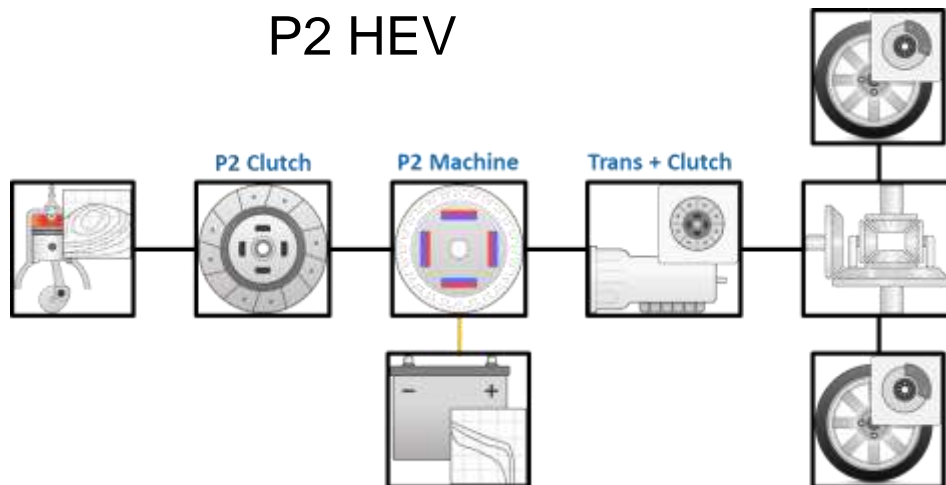 P2 HEV
P2 Clutch
P2 Machine
Trans + Clutch
- +